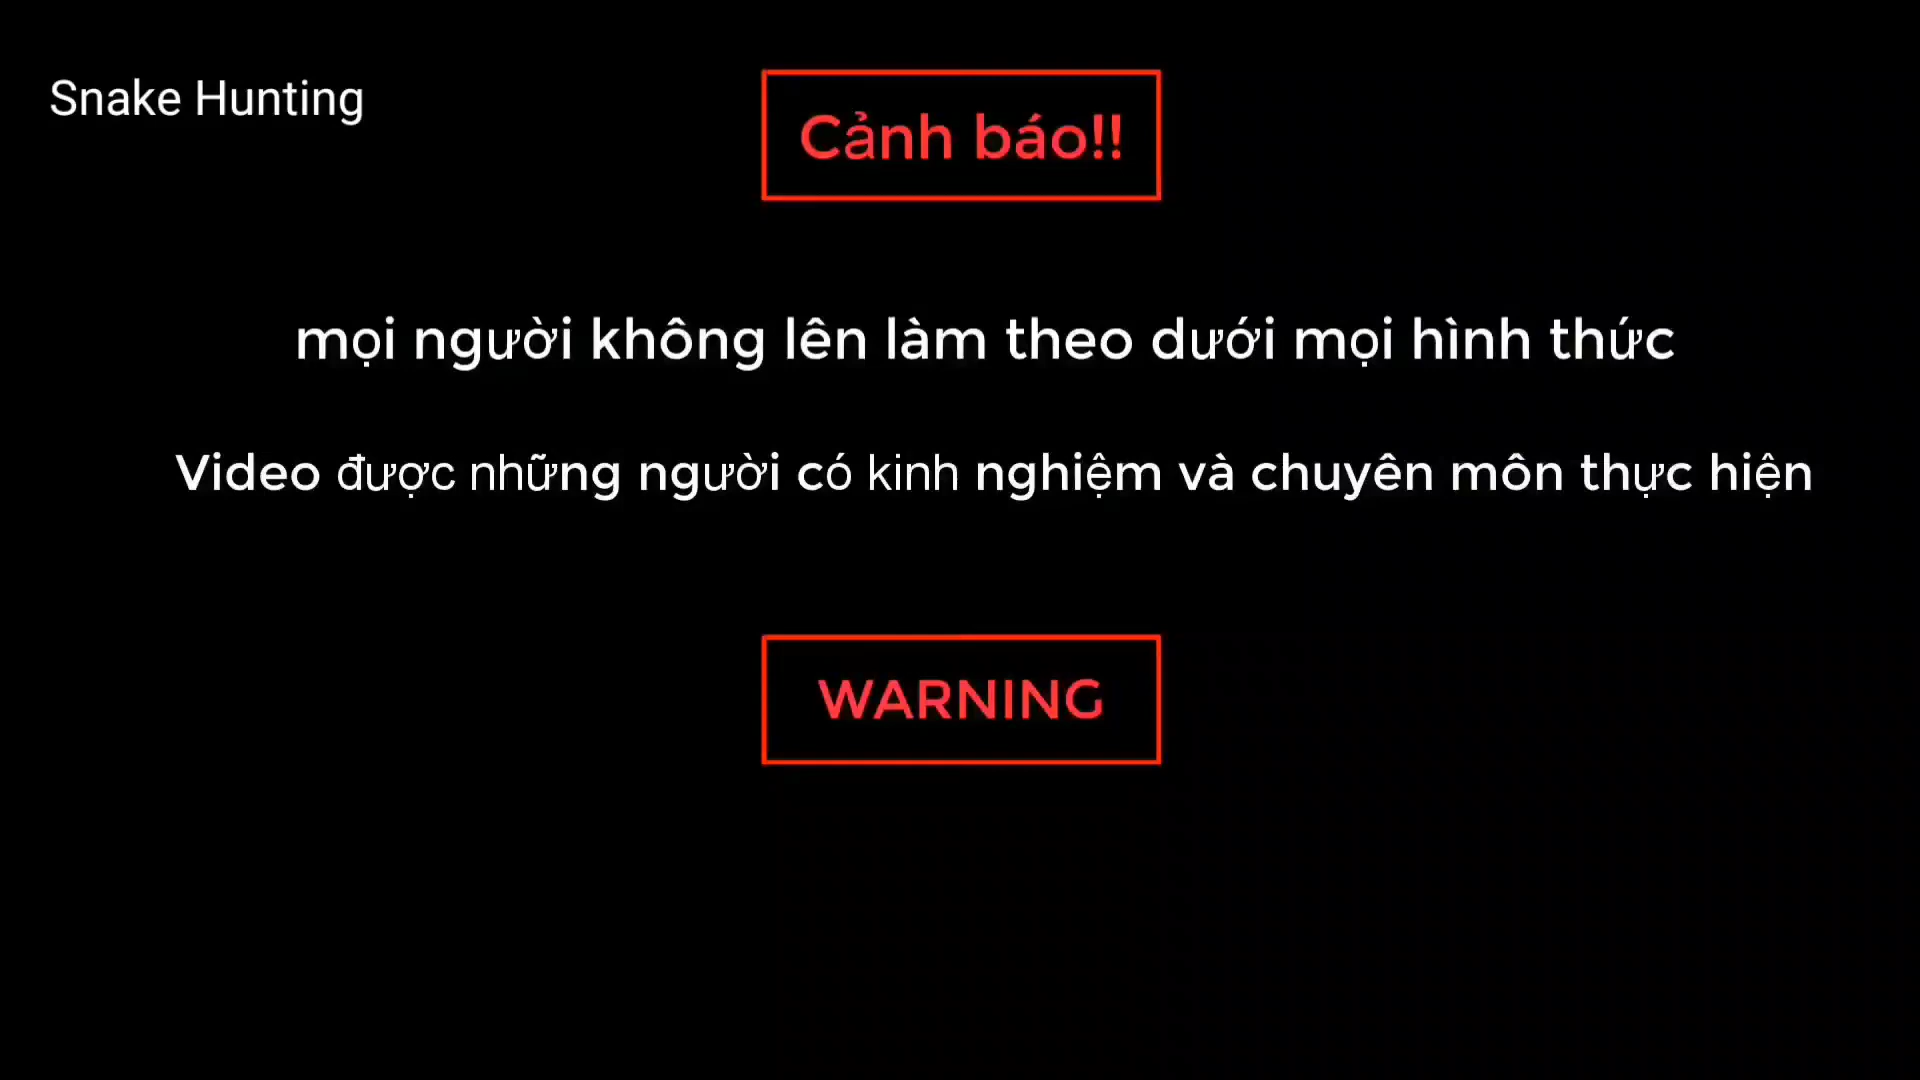 Snake Hunting
Cảnh báo!!
mọi người không lên làm theo dưới mọi hình thức
Video được những người có kinh nghiệm và chuyên môn thực hiện
WARNING